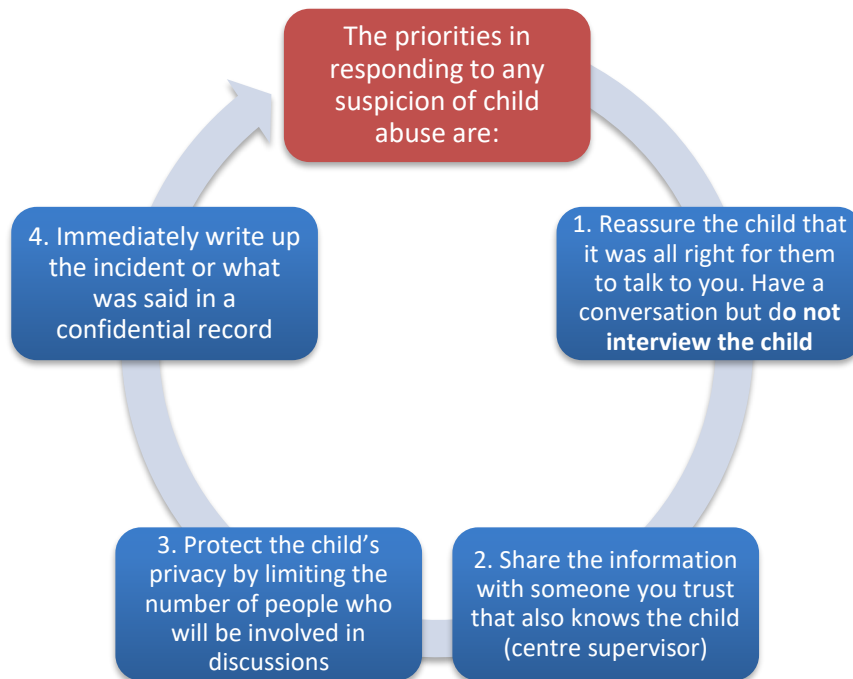 The priorities in
responding to any
suspicion of child
abuse are:
1. Reassure the child that
it was all right for them
to talk to you. Have a
conversation but do not
interview the child
2. Share the information
with someone you trust
that also knows the child
(centre supervisor)
3. Protect the child’s
privacy by limiting the
number of people who
will be involved in
discussions
4. Immediately write up
the incident or what
was said in a
confidential record